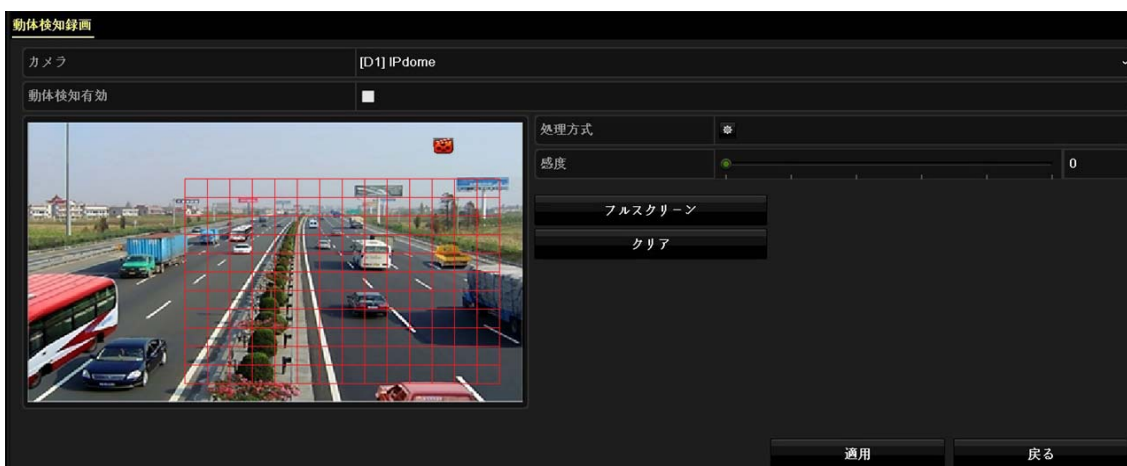 動体検知録画
カメラ [D1] IPdome
動体検知有効
処理方式
感度 0
フルスクリーン
クリア
適用 戻る